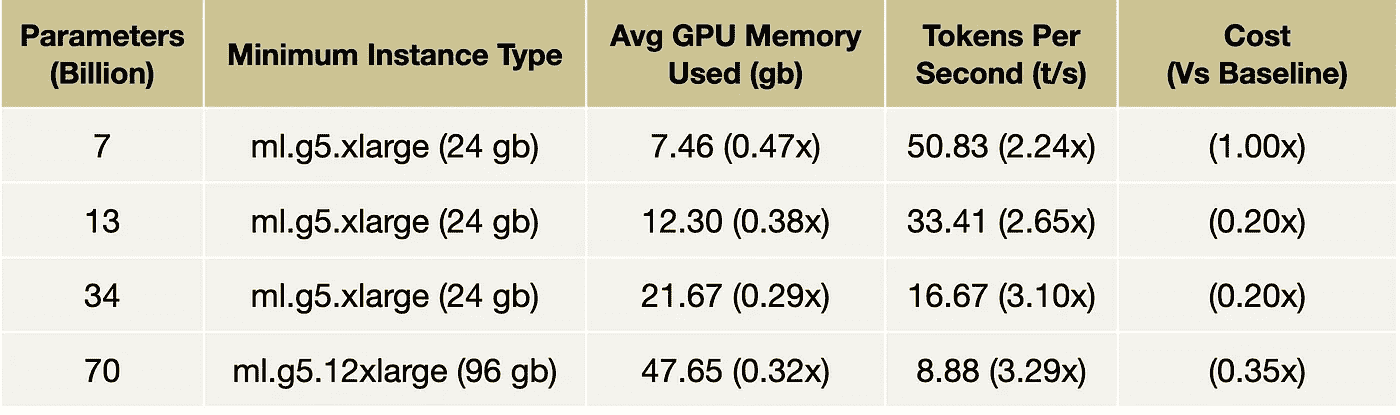 Parameters (Billion) Minimum Instance Type Avg GPU Memory Used (gb) Tokens Per Second (t/s) Cost (Vs Baseline)
7 ml.g5.xlarge (24 gb) 7.46 (0.47x) 50.83 (2.24x) (1.00x)
13 ml.g5.xlarge (24 gb) 12.30 (0.38x) 33.41 (2.65x) (0.20x)
34 ml.g5.xlarge (24 gb) 21.67 (0.29x) 16.67 (3.10x) (0.20x)
70 ml.g5.12xlarge (96 gb) 47.65 (0.32x) 8.88 (3.29x) (0.35x)